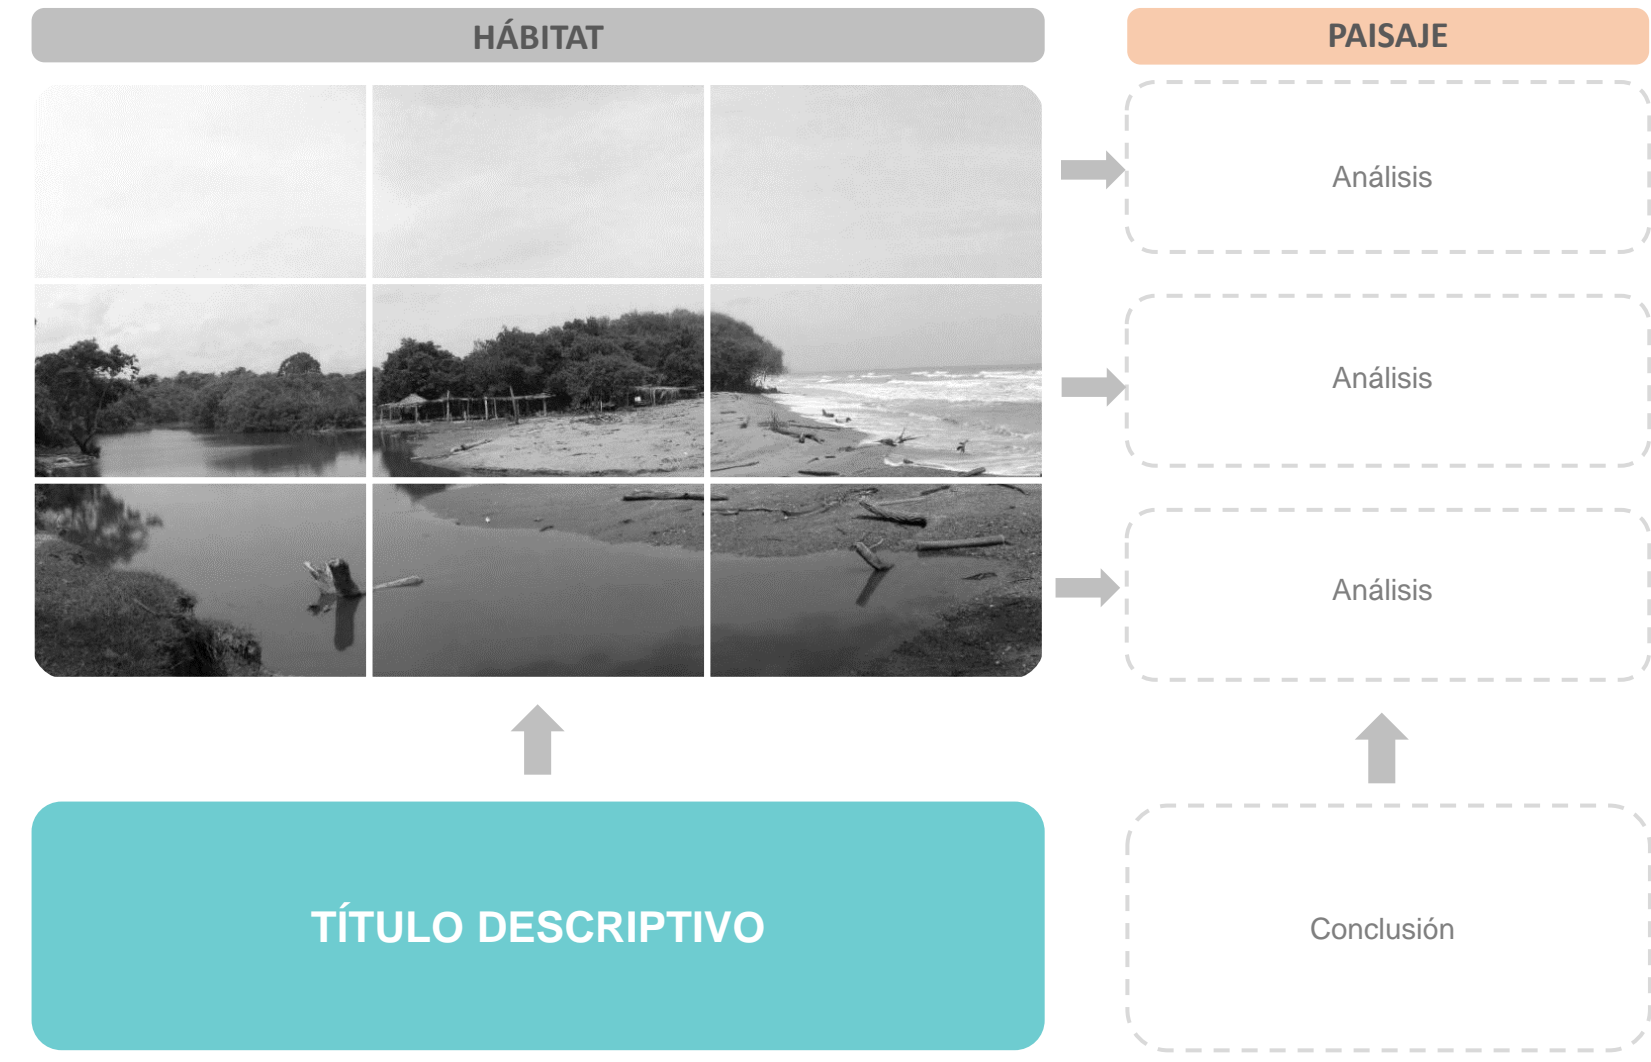 HÁBITAT
PAISAJE
Análisis
Análisis
Análisis
TÍTULO DESCRIPTIVO
Conclusión